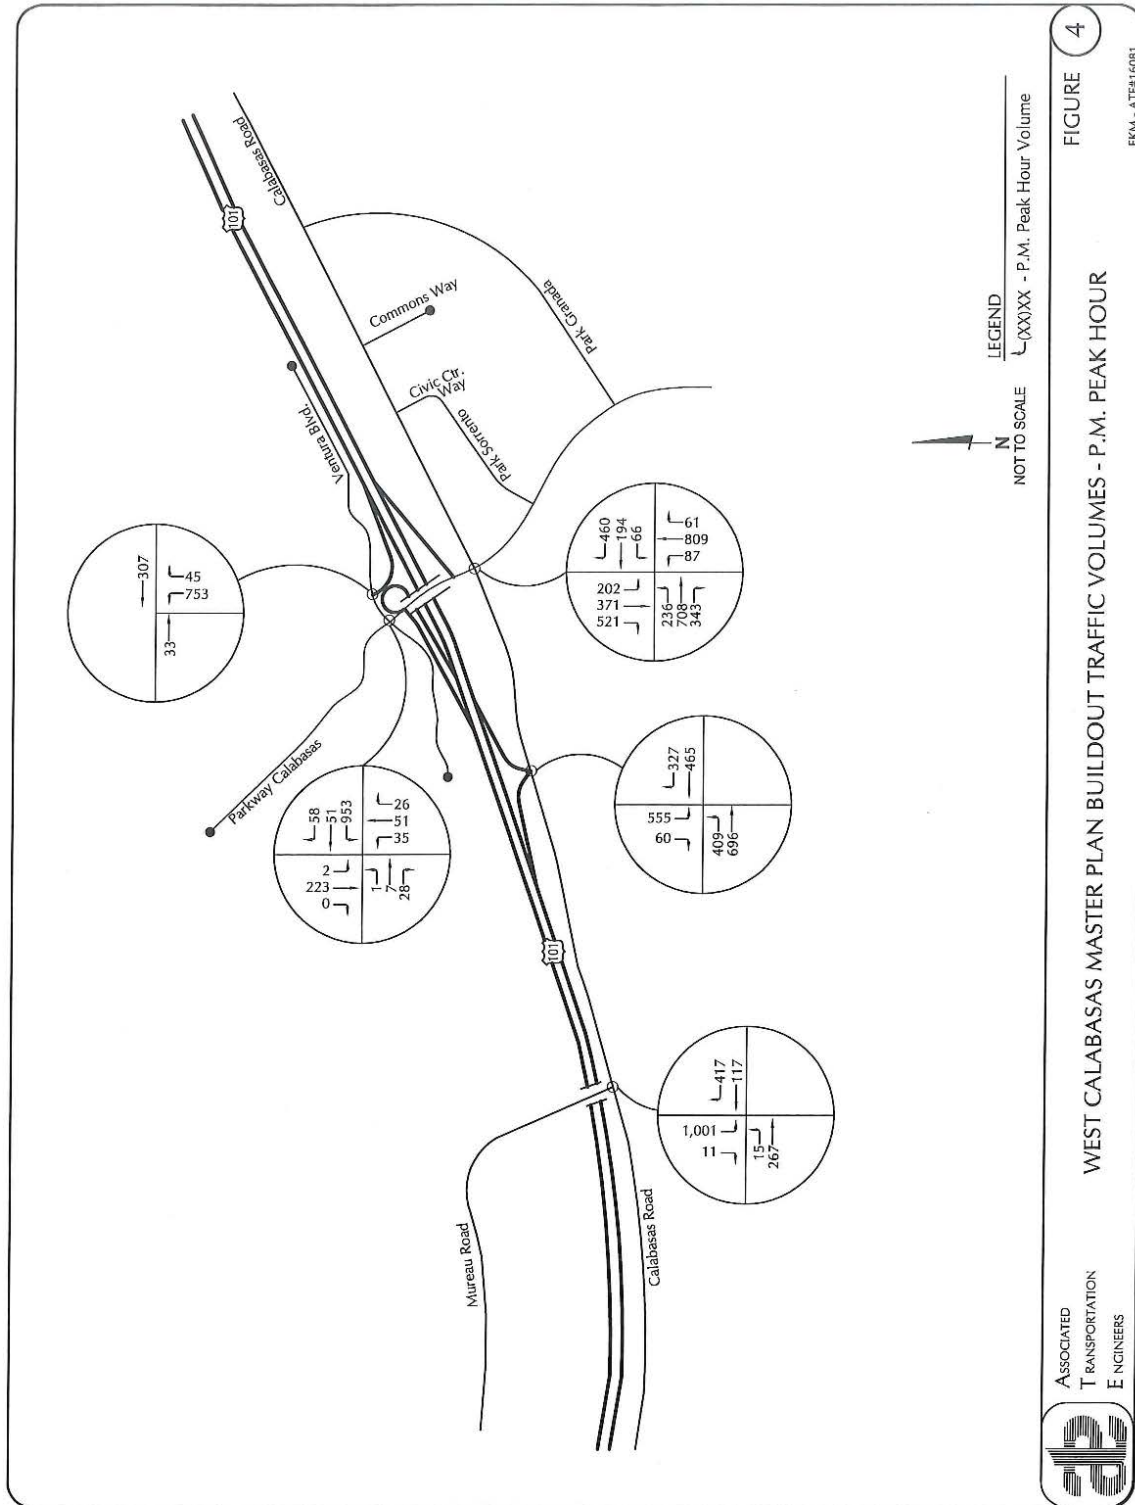 Calabasas Road
101
Commons Way
Park Granada
Ventura Blvd.
Civic Ctr.
Way
Park Sorrento
307
45
753
33
460
194
66
61
809
87
202
371
521
236
708
343
Parkway Calabasas
58
51
953
26
51
35
2
223
0
1
7
28
327
465
555
60
409
696
101
417
117
1,001
11
15
267
Mureau Road
Calabasas Road
N
NOT TO SCALE
LEGEND
(XX)XX - P.M. Peak Hour Volume
ASSOCIATED
TRANSPORTATION
ENGINEERS
WEST CALABASAS MASTER PLAN BUILDOUT TRAFFIC VOLUMES - P.M. PEAK HOUR
FIGURE 4
EKM - ATE#16081